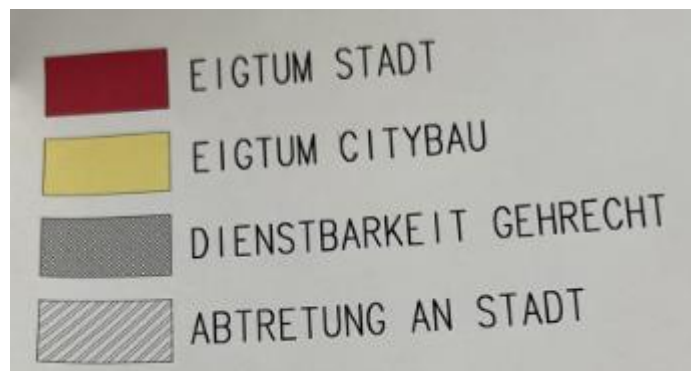 EIGTUM STADT
EIGTUM CITYBAU
DIENSTBARKEIT GEHRECHT
ABTRETUNG AN STADT